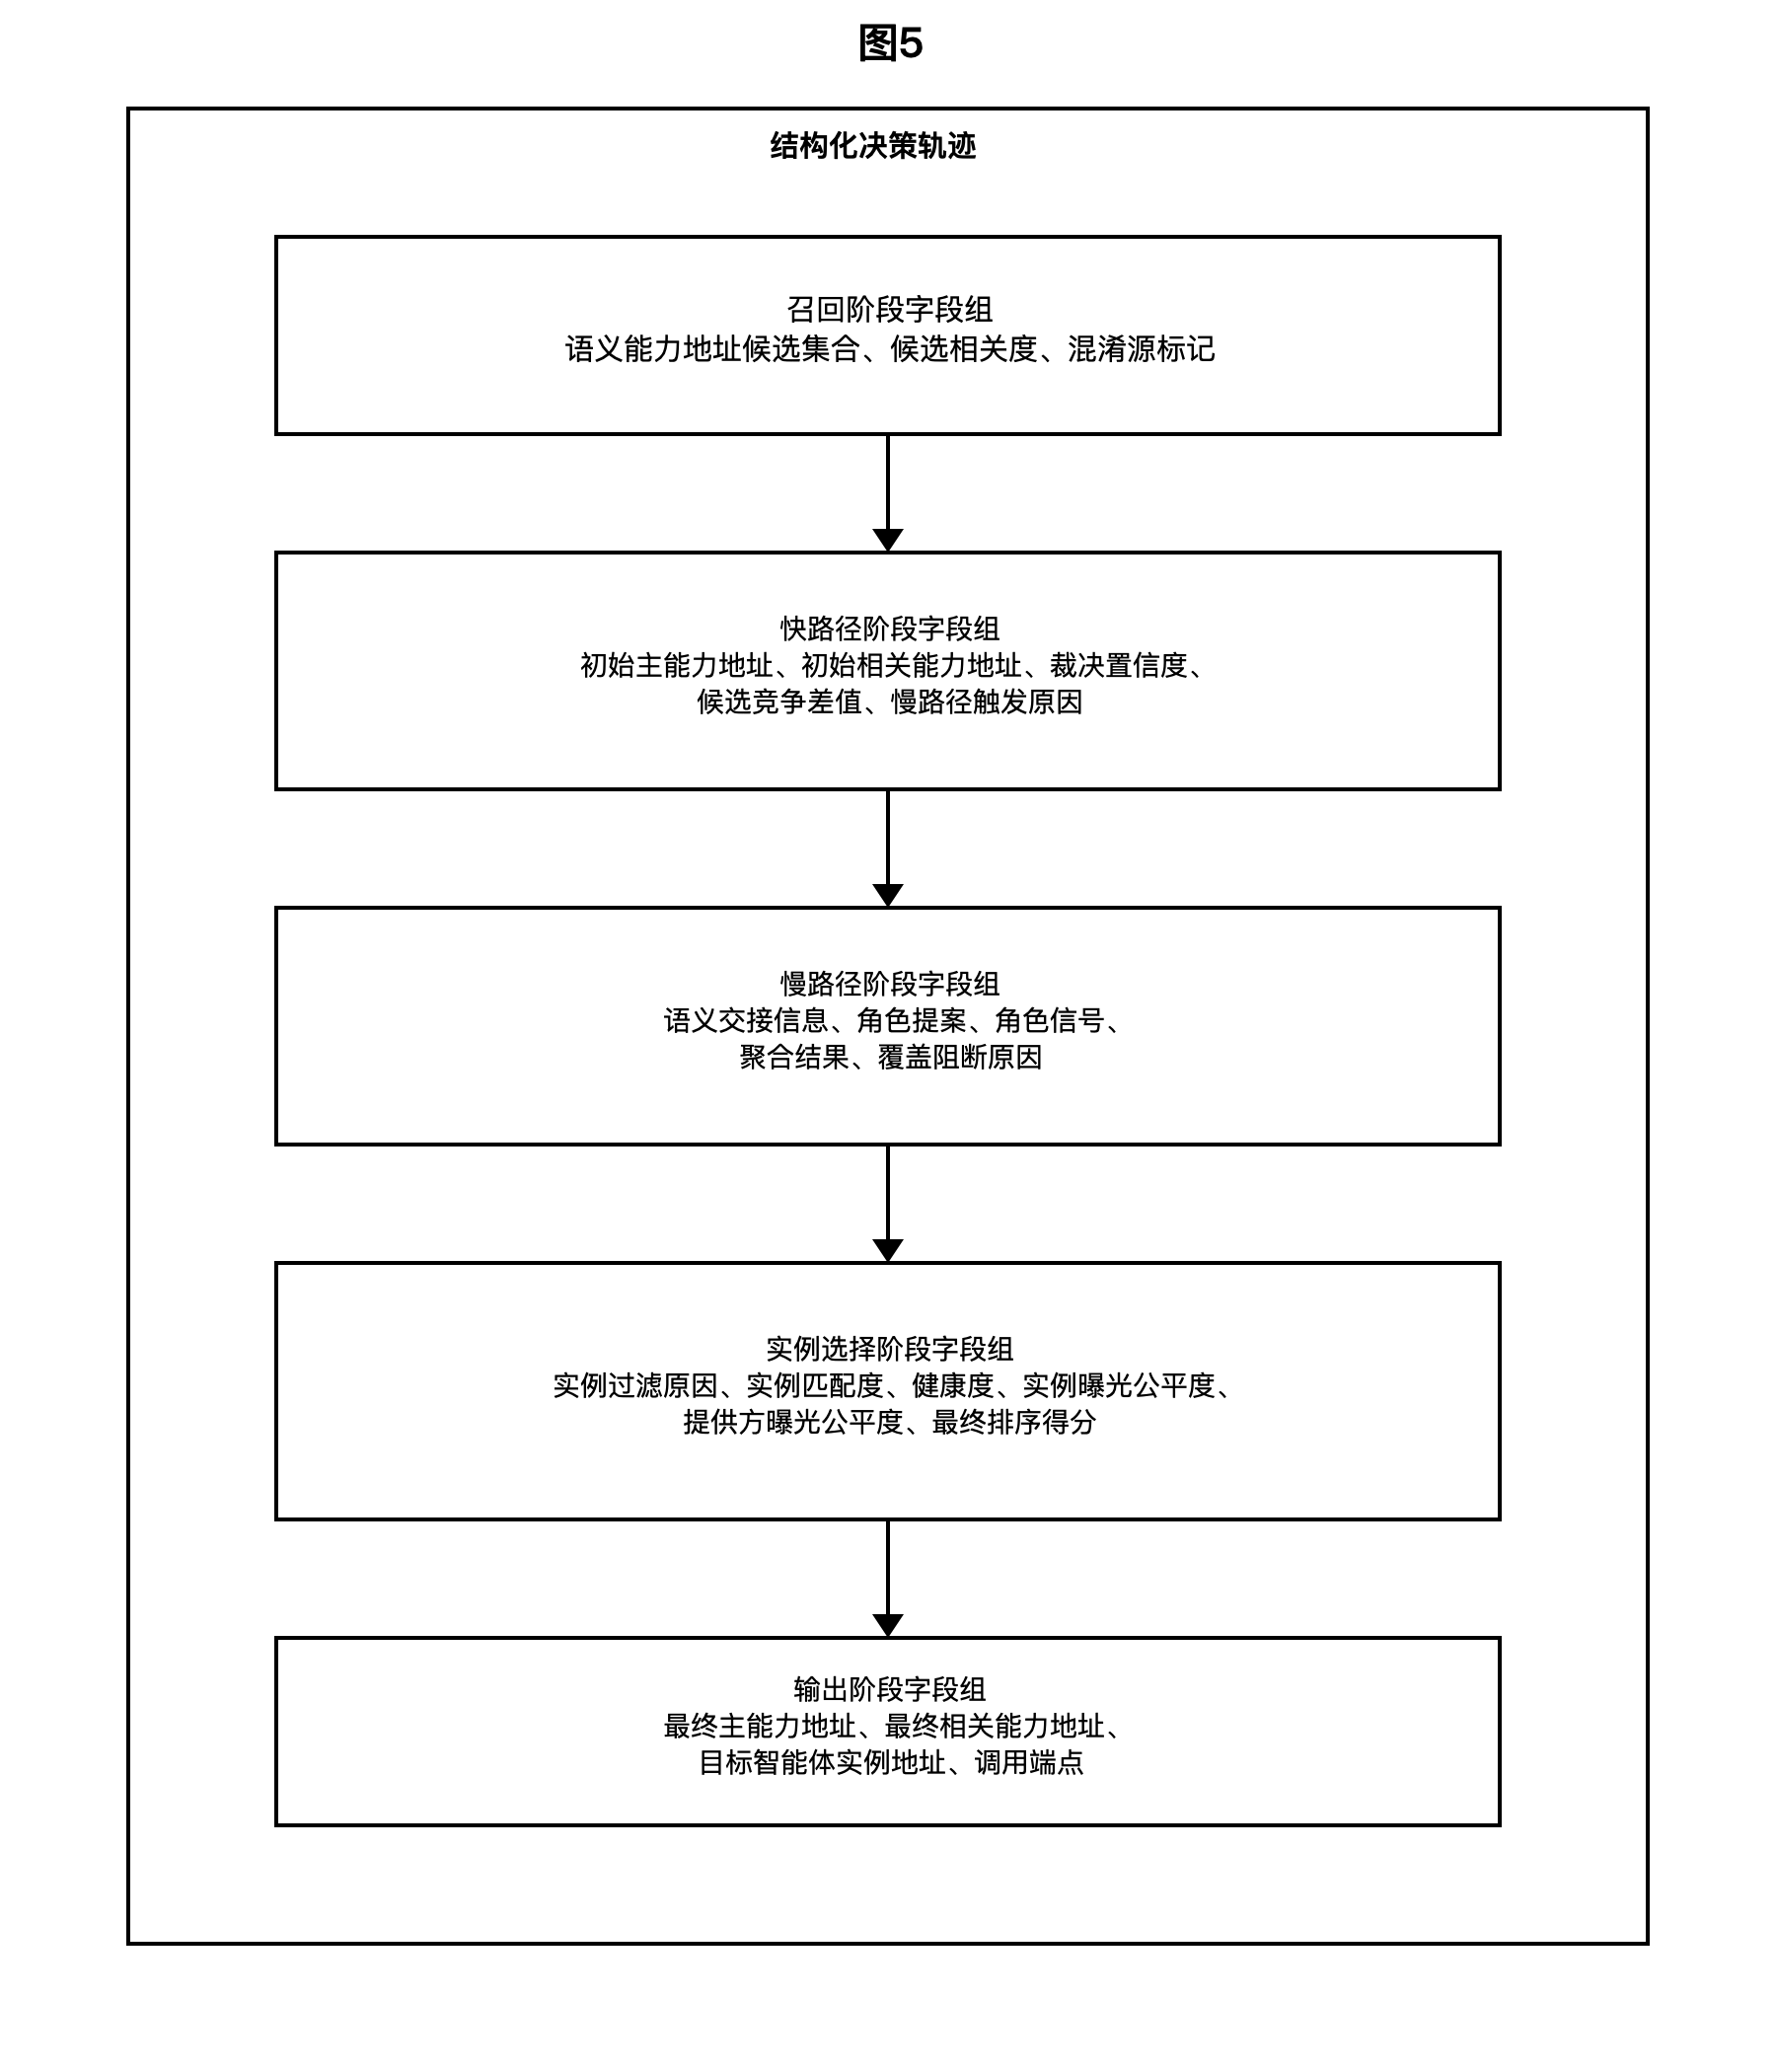 图5
结构化决策轨迹
召回阶段字段组
语义能力地址候选集合、候选相关度、混淆源标记
快路径阶段字段组
初始主能力地址、初始相关能力地址、裁决置信度、
候选竞争差值、慢路径触发原因
慢路径阶段字段组
语义交接信息、角色提案、角色信号、
聚合结果、覆盖阻断原因
实例选择阶段字段组
实例过滤原因、实例匹配度、健康度、实例曝光公平度、
提供方曝光公平度、最终排序得分
输出阶段字段组
最终主能力地址、最终相关能力地址、
目标智能体实例地址、调用端点